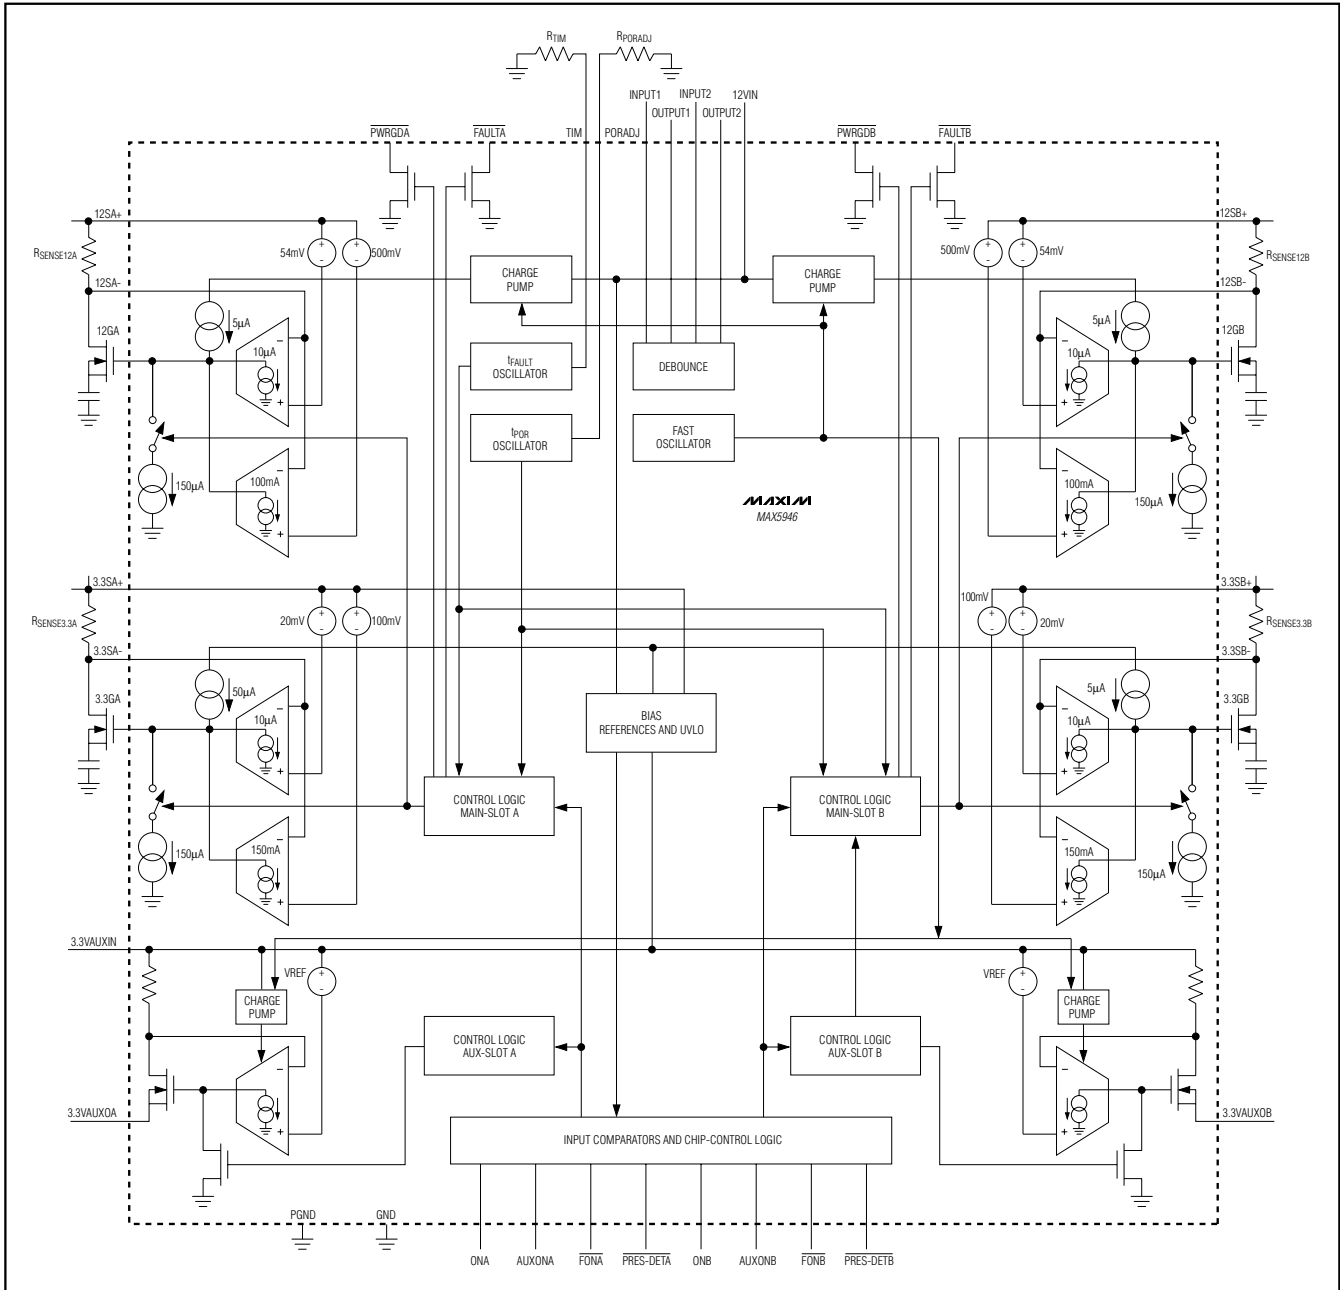 RTIM
RPORADJ
INPUT1
INPUT2
12VIN
OUTPUT1
OUTPUT2
PWRGDA
FAULTA
TIM
PORADJ
PWRGDB
FAULTB
12SA+
12SB+
RSENSE12A
54mV
500mV
500mV
54mV
RSENSE12B
CHARGE
PUMP
CHARGE
PUMP
12SA-
12SB-
12GA
5µA
5µA
12GB
10µA
10µA
tFAULT
OSCILLATOR
DEBOUNCE
tPOR
OSCILLATOR
FAST
OSCILLATOR
150µA
100mA
100mA
150µA
MAXIM
MAX5946
3.3SA+
3.3SB+
RSENSE3.3A
20mV
100mV
100mV
20mV
RSENSE3.3B
3.3SA-
3.3SB-
3.3GA
50µA
5µA
3.3GB
10µA
10µA
BIAS
REFERENCES AND UVLO
CONTROL LOGIC
MAIN-SLOT A
CONTROL LOGIC
MAIN-SLOT B
150µA
150mA
150mA
150µA
3.3VAUXIN
VREF
VREF
CHARGE
PUMP
CHARGE
PUMP
CONTROL LOGIC
AUX-SLOT A
CONTROL LOGIC
AUX-SLOT B
3.3VAUXOA
3.3VAUXOB
INPUT COMPARATORS AND CHIP-CONTROL LOGIC
PGND
GND
ONA
AUXONA
FONA
PRES-DETA
ONB
AUXONB
FONB
PRES-DETB